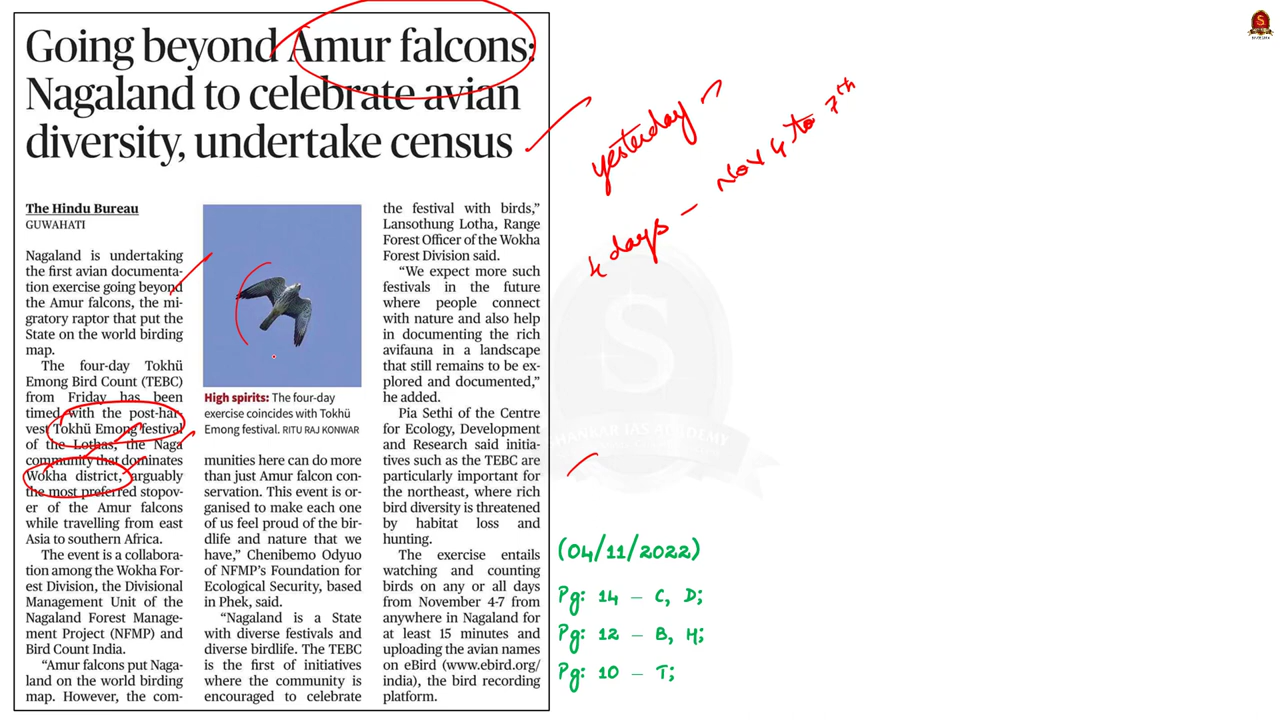 Going beyond Amur falcons:
Nagaland to celebrate avian
diversity, undertake census
The Hindu Bureau
GUWAHATI
Nagaland is undertaking
the first avian documenta-
tion exercise going beyond
the Amur falcons, the mi-
gratory raptor that put the
State on the world birding
map.
The four-day Tokhü
Emong Bird Count (TEBC)
from Friday has been
timed with the post-har-
vest Tokhü Emong festival
of the Lothas, the Naga
community that dominates
Wokha district, arguably
the most preferred stopov-
er of the Amur falcons
while travelling from east
Asia to southern Africa.
The event is a collabora-
tion among the Wokha For-
est Division, the Divisional
Management Unit of the
Nagaland Forest Manage-
ment Project (NFMP) and
Bird Count India.
“Amur falcons put Naga-
land on the world birding
map. However, the com-
High spirits: The four-day
exercise coincides with Tokhü
Emong festival. RITU RAJ KONWAR
munities here can do more
than just Amur falcon con-
servation. This event is or-
ganised to make each one
of us feel proud of the bir-
dlife and nature that we
have,” Chenibemo Odyuo
of NFMP’s Foundation for
Ecological Security, based
in Phek, said.
“Nagaland is a State
with diverse festivals and
diverse birdlife. The TEBC
is the first of initiatives
where the community is
encouraged to celebrate
the festival with birds,”
Lansothung Lotha, Range
Forest Officer of the Wokha
Forest Division said.
“We expect more such
festivals in the future
where people connect
with nature and also help
in documenting the rich
avifauna in a landscape
that still remains to be ex-
plored and documented,”
he added.
Pia Sethi of the Centre
for Ecology, Development
and Research said initia-
tives such as the TEBC are
particularly important for
the northeast, where rich
bird diversity is threatened
by habitat loss and
hunting.
The exercise entails
watching and counting
birds on any or all days
from November 4-7 from
anywhere in Nagaland for
at least 15 minutes and
uploading the avian names
on eBird (www.ebird.org/
india), the bird recording
platform.
yesterday
4 days - Nov 4 to 7th
SHANKAR IAS ACADEMY
(04/11/2022)
Pg: 14 - C, D;
Pg: 12 - B, H;
Pg: 10 - T;